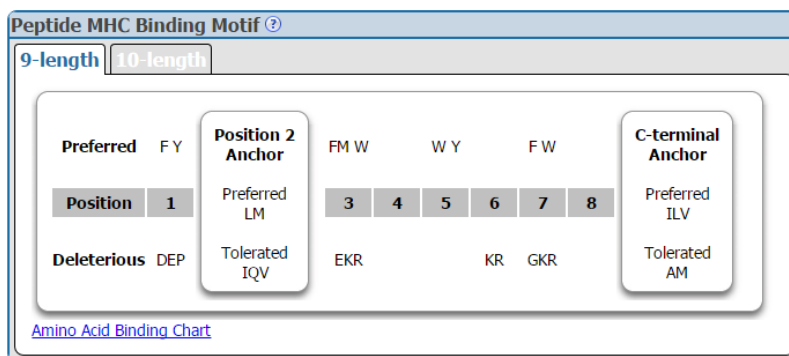 Peptide MHC Binding Motif ?
9-length 10-length
Preferred F Y Position 2 Anchor FM W W Y F W C-terminal Anchor
Position 1 Preferred LM 3 4 5 6 7 8 Preferred ILV
Deleterious DEP Tolerated IQV EKR KR GKR Tolerated AM
Amino Acid Binding Chart